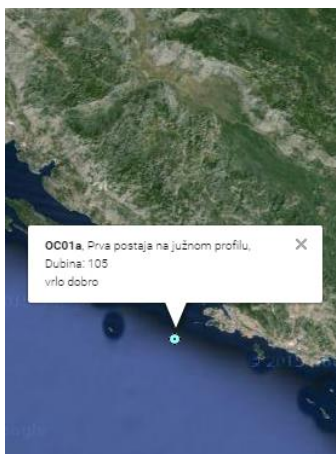 OC01a, Prva postaja na južnom profilu,
Dubina: 105
vrlo dobro